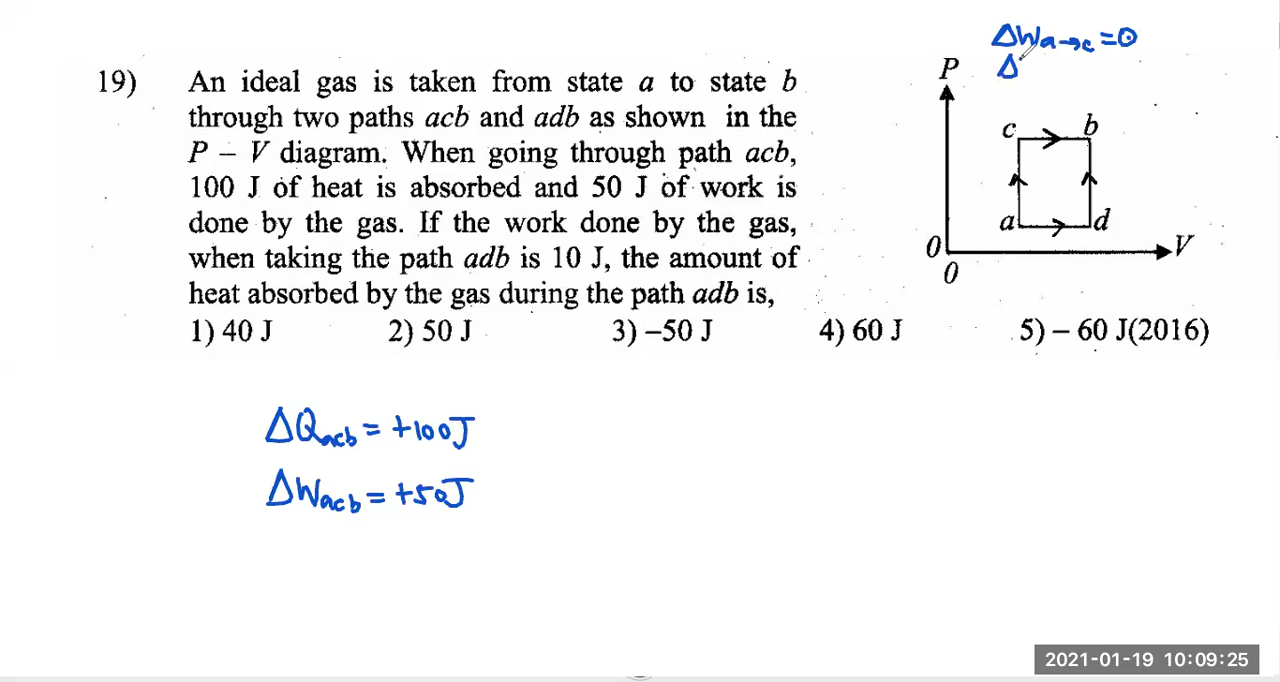 ΔWa→c = 0
Δ
19) An ideal gas is taken from state a to state b
through two paths acb and adb as shown in the
P – V diagram. When going through path acb,
100 J of heat is absorbed and 50 J of work is
done by the gas. If the work done by the gas,
when taking the path adb is 10 J, the amount of
heat absorbed by the gas during the path adb is,
1) 40 J 2) 50 J 3) –50 J 4) 60 J 5) – 60 J(2016)
P
c b
a d
0 V
0
ΔQacb = +100J
ΔWacb = +50J
2021-01-19 10:09:25